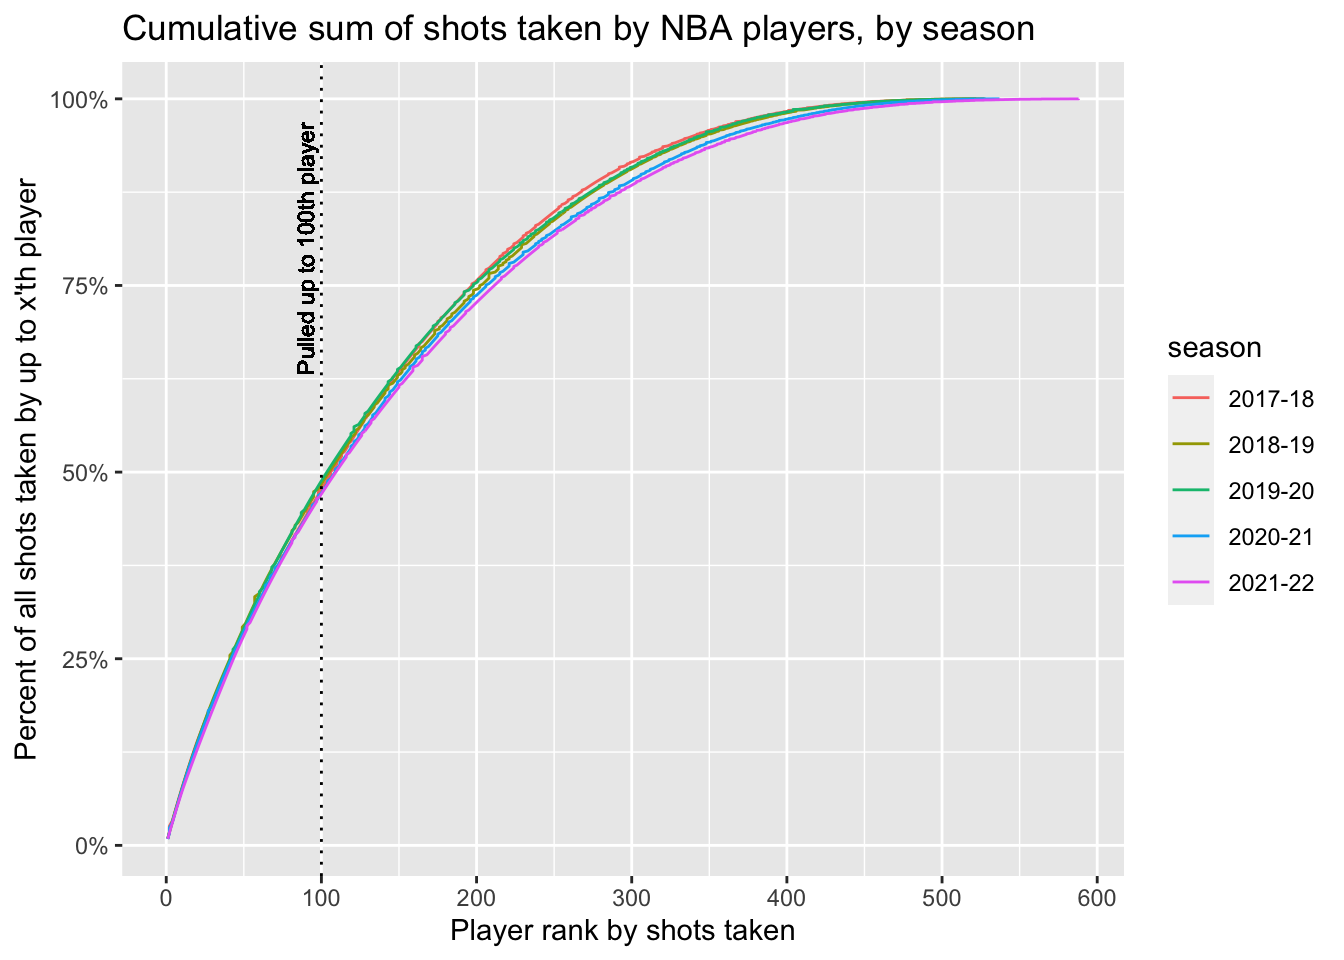 Cumulative sum of shots taken by NBA players, by season
Percent of all shots taken by up to x'th player
100%
75%
50%
25%
0%
Pulled up to 100th player
0 100 200 300 400 500 600
Player rank by shots taken
season
2017-18
2018-19
2019-20
2020-21
2021-22